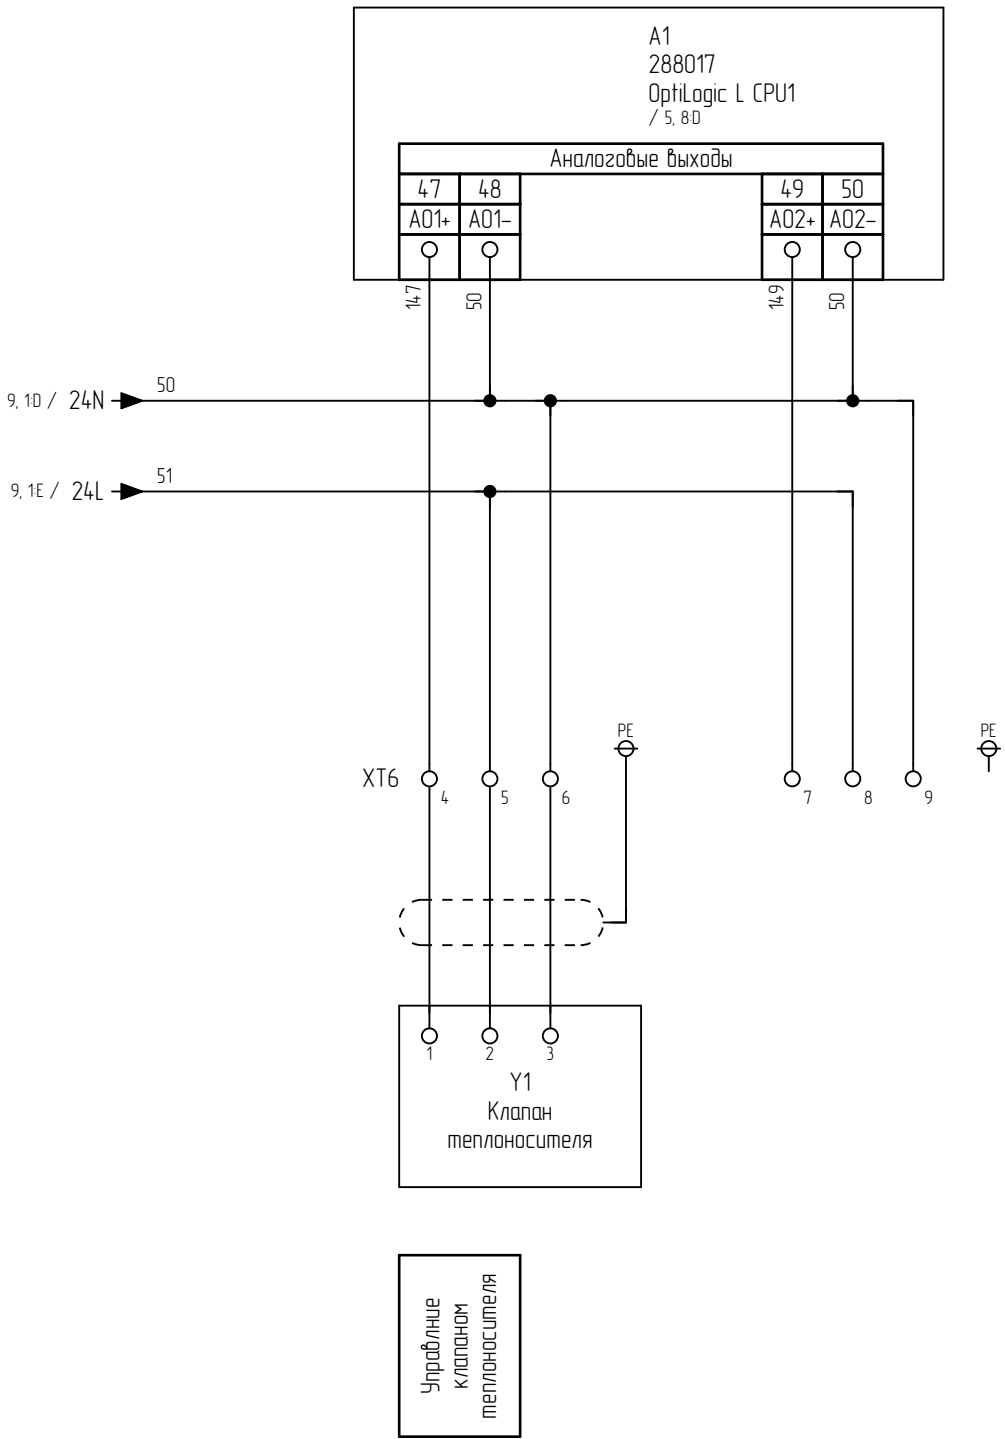 A1
288017
OptiLogic L CPU1
/ 5, 8:D
Аналоговые выходы
47 48 49 50
AO1+ AO1- AO2+ AO2-
147 50 149 50
9, 1:D / 24N 50
9, 1:E / 24L 51
PE PE
XT6 4 5 6 7 8 9
1 2 3
Y1
Клапан
теплоносителя
Управлние
клапаном
теплоносителя